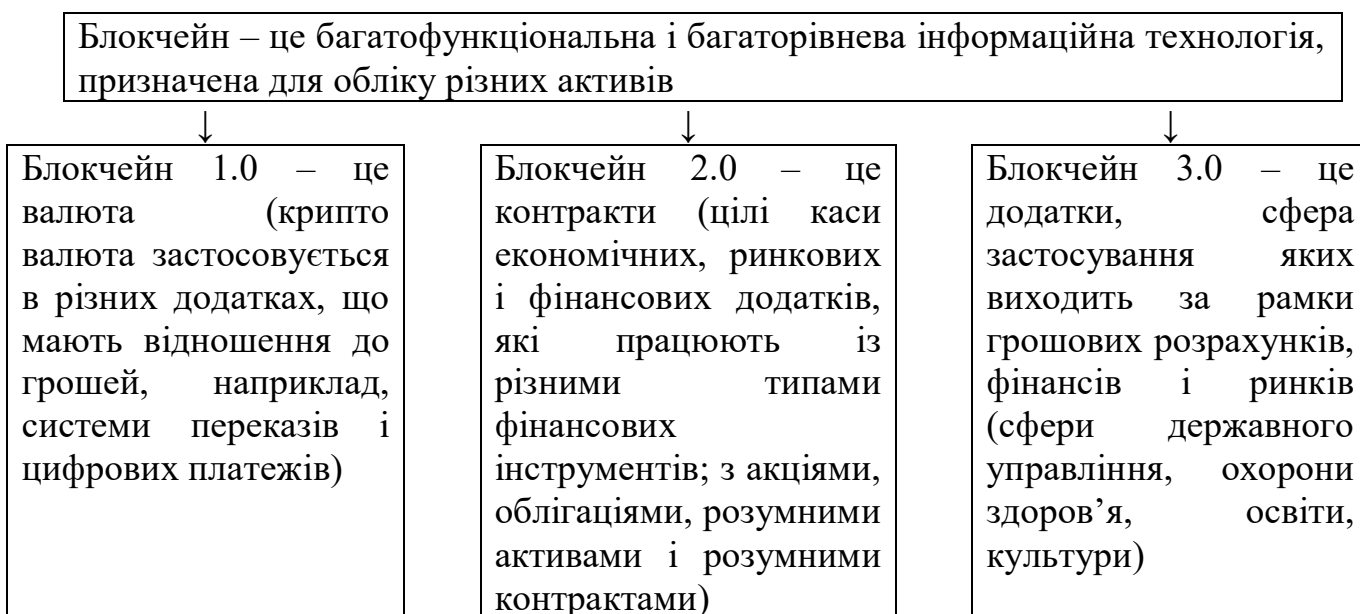 Блокчейн – це багатофункціональна і багаторівнева інформаційна технологія,
призначена для обліку різних активів
↓ ↓ ↓
Блокчейн 1.0 – це
валюта (крипто
валюта застосовується
в різних додатках, що
мають відношення до
грошей, наприклад,
системи переказів і
цифрових платежів)
Блокчейн 2.0 – це
контракти (цілі каси
економічних, ринкових
і фінансових додатків,
які працюють із
різними типами
фінансових
інструментів; з акціями,
облігаціями, розумними
активами і розумними
контрактами)
Блокчейн 3.0 – це
додатки, сфера
застосування яких
виходить за рамки
грошових розрахунків,
фінансів і ринків
(сфери державного
управління, охорони
здоров’я, освіти,
культури)